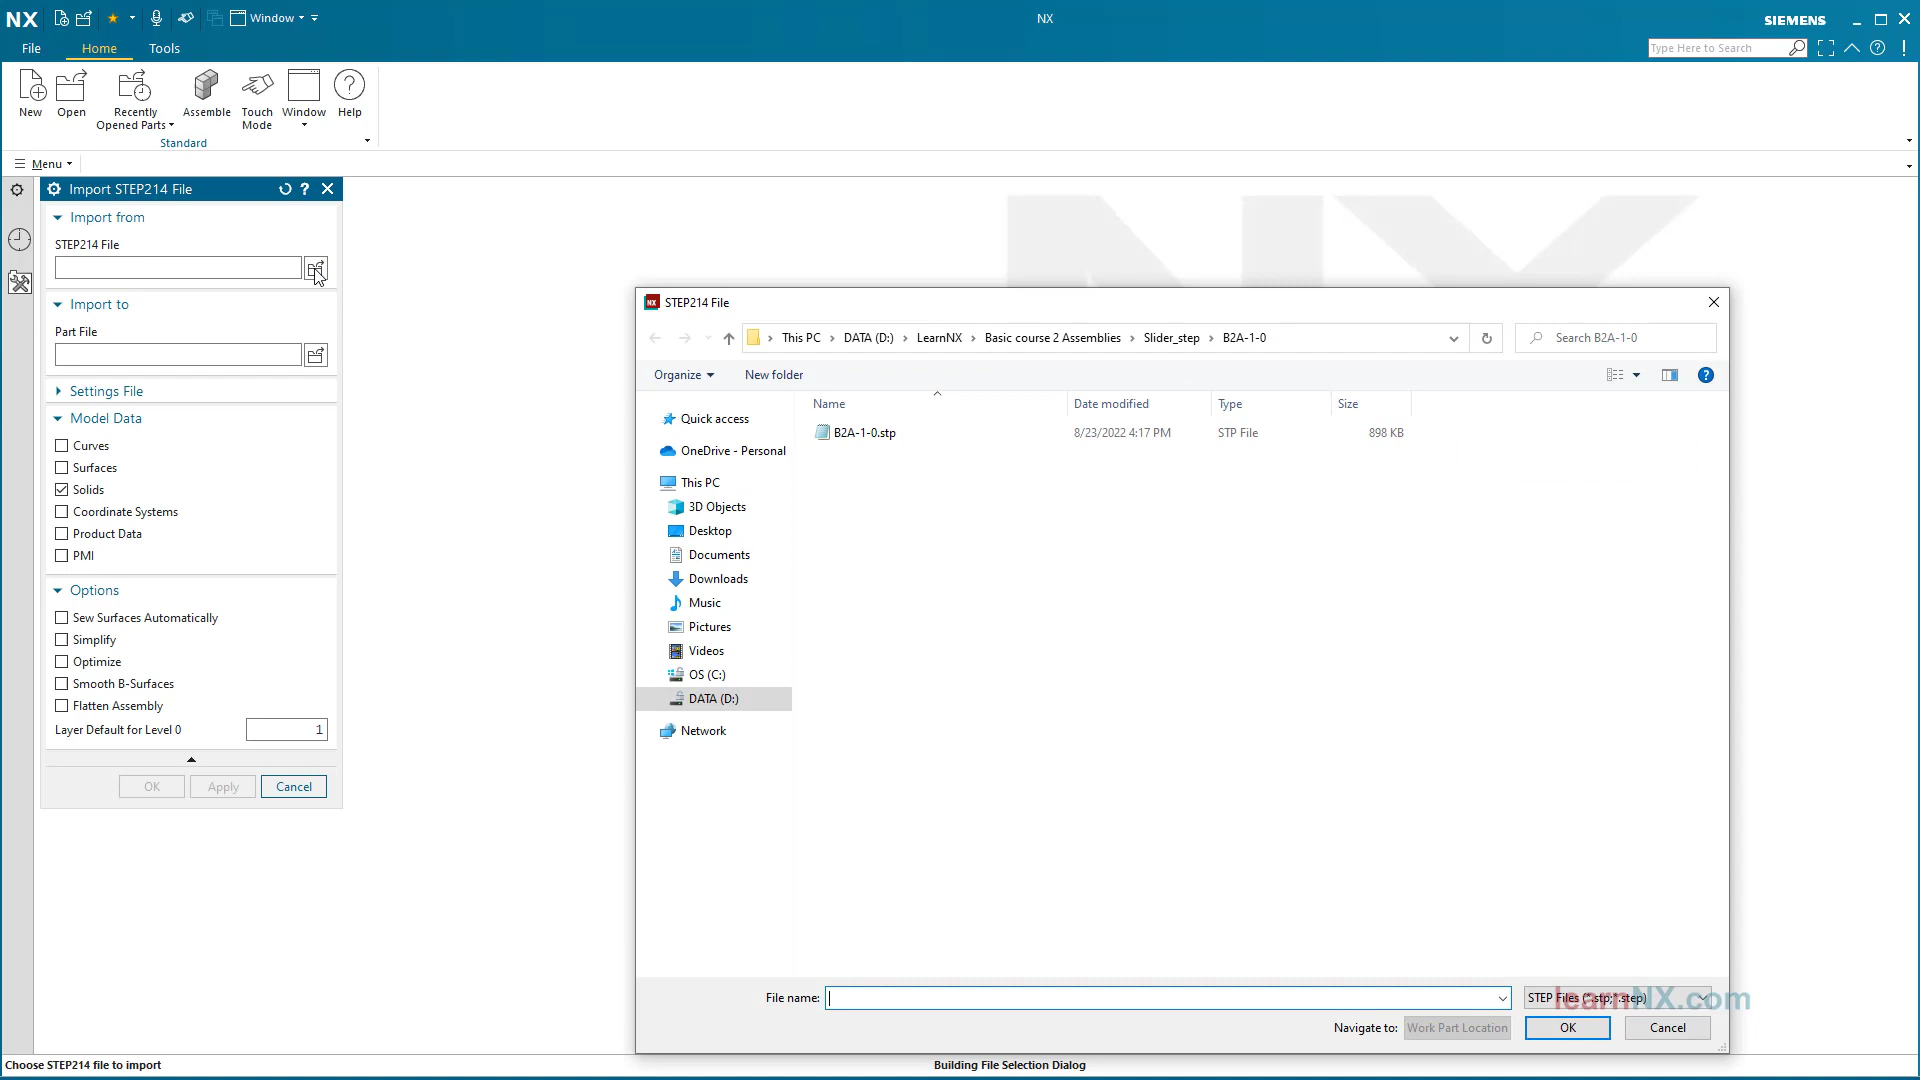 NX
Window
NX
SIEMENS
File
Home
Tools
Type Here to Search
New
Open
Recently
Opened Parts
Assemble
Touch
Mode
Window
Help
Standard
Menu
Import STEP214 File
Import from
STEP214 File
Import to
Part File
Settings File
Model Data
Curves
Surfaces
Solids
Coordinate Systems
Product Data
PMI
Options
Sew Surfaces Automatically
Simplify
Optimize
Smooth B-Surfaces
Flatten Assembly
Layer Default for Level 0
1
OK
Apply
Cancel
NX
STEP214 File
This PC
DATA (D:)
LearnNX
Basic course 2 Assemblies
Slider_step
B2A-1-0
Search B2A-1-0
Organize
New folder
Name
Date modified
Type
Size
B2A-1-0.stp
8/23/2022 4:17 PM
STP File
898 KB
Quick access
OneDrive - Personal
This PC
3D Objects
Desktop
Documents
Downloads
Music
Pictures
Videos
OS (C:)
DATA (D:)
Network
File name:
STEP Files (*.stp;*.step)
learnNX.com
Navigate to:
Work Part Location
OK
Cancel
Choose STEP214 file to import
Building File Selection Dialog